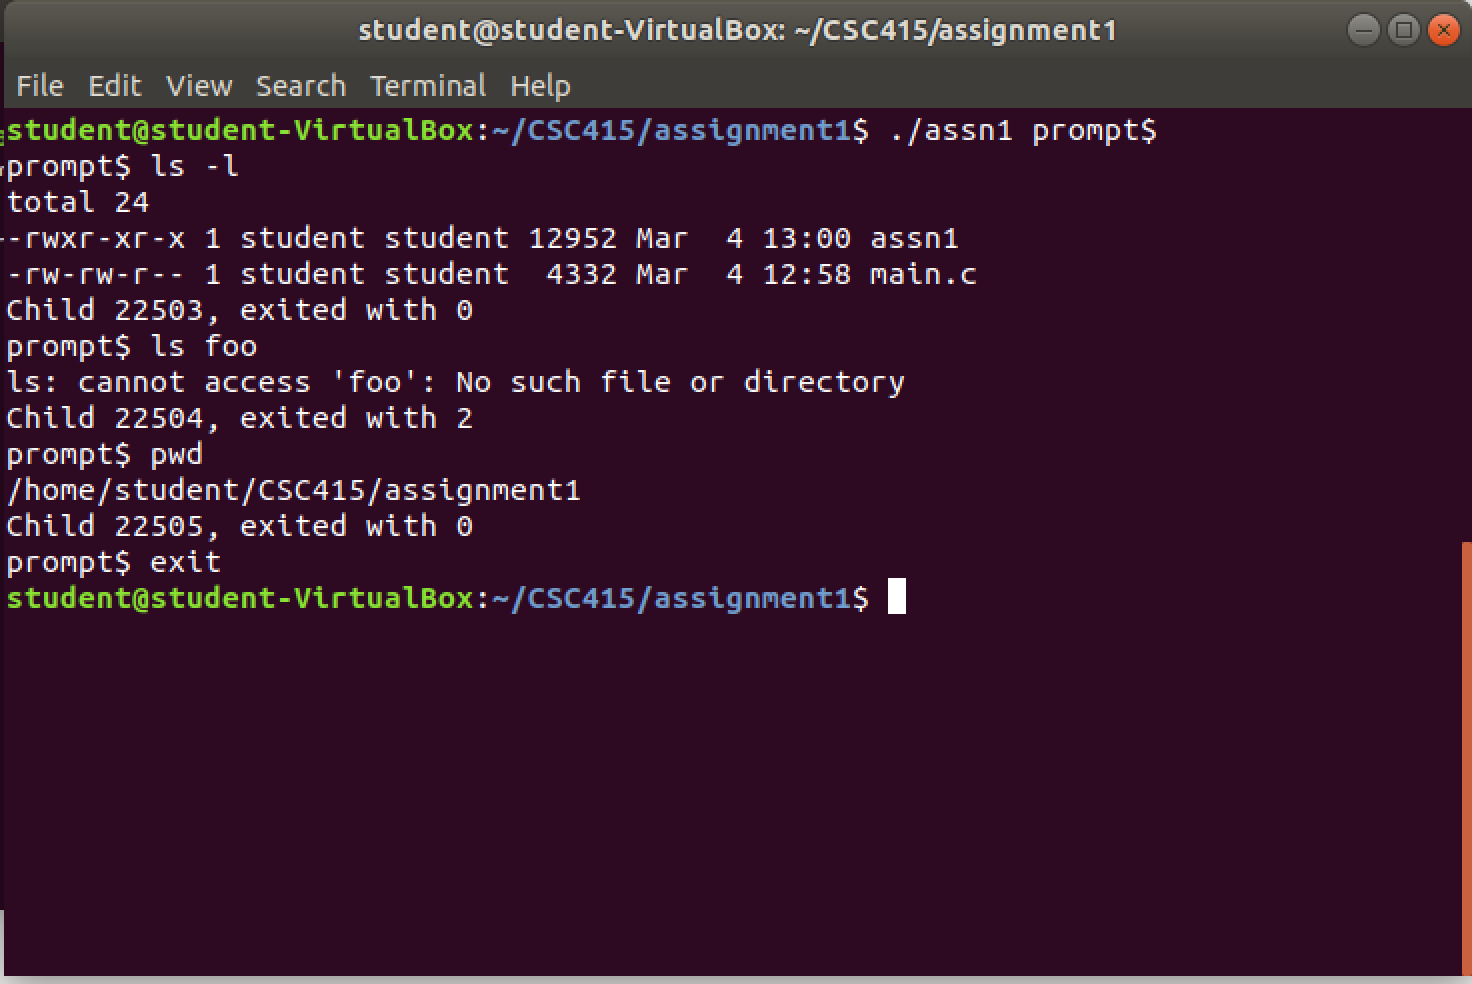 student@student-VirtualBox: ~/CSC415/assignment1
File Edit View Search Terminal Help
student@student-VirtualBox:~/CSC415/assignment1$ ./assn1 prompt$
prompt$ ls -l
total 24
-rwxr-xr-x 1 student student 12952 Mar  4 13:00 assn1
-rw-rw-r-- 1 student student  4332 Mar  4 12:58 main.c
Child 22503, exited with 0
prompt$ ls foo
ls: cannot access 'foo': No such file or directory
Child 22504, exited with 2
prompt$ pwd
/home/student/CSC415/assignment1
Child 22505, exited with 0
prompt$ exit
student@student-VirtualBox:~/CSC415/assignment1$